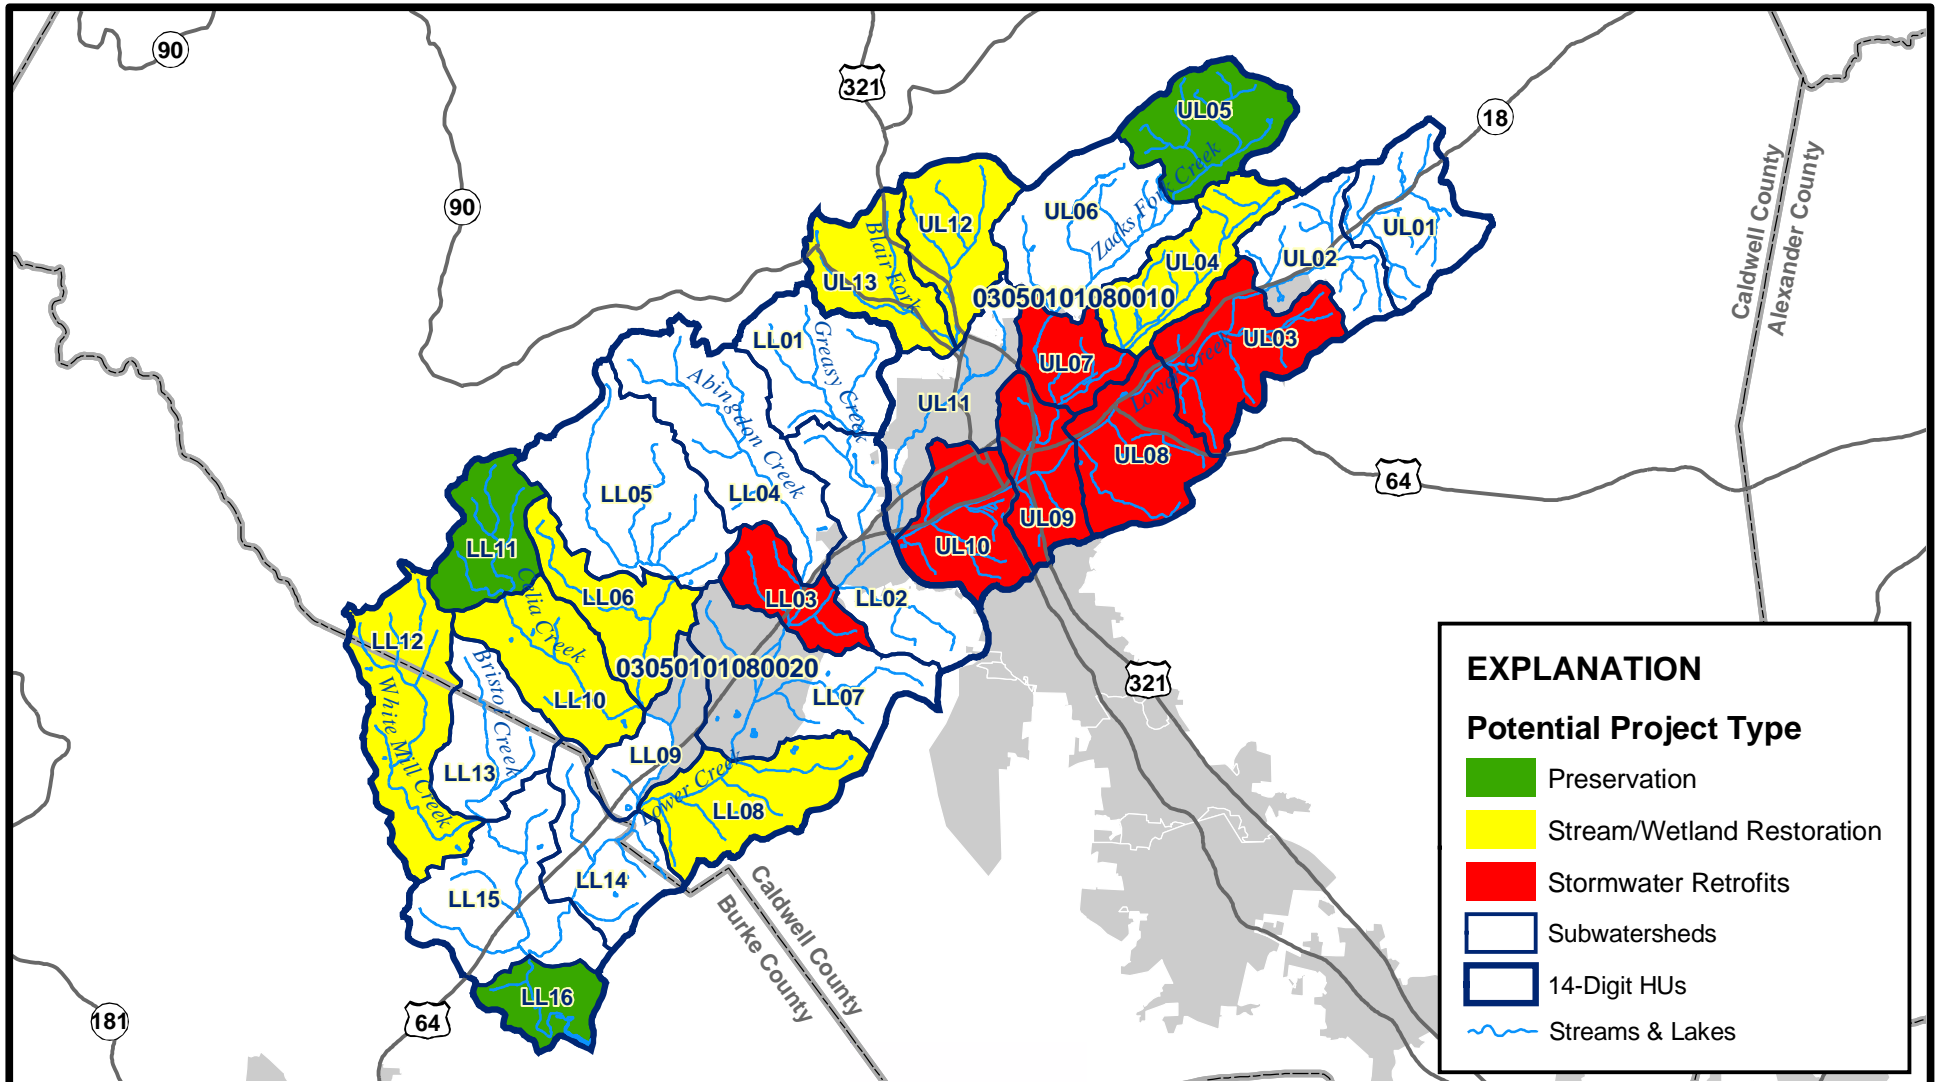 90
321
UL05
18
Caldwell County
Alexander County
90
UL12
UL06
Zacks Fork Creek
UL01
Blair Fork
UL13
UL04
UL02
03050101080010
LL01
Greasy Creek
UL07
UL03
Lower Creek
Abingdon Creek
UL11
UL08
LL05
LL04
64
UL09
UL10
LL11
Celia Creek
LL06
LL03
LL02
LL12
Bristol Creek
03050101080020
LL07
321
White Mill Creek
LL10
LL09
LL13
Lower Creek
LL08
LL14
LL15
Caldwell County
Burke County
LL16
181
64
EXPLANATION
Potential Project Type
Preservation
Stream/Wetland Restoration
Stormwater Retrofits
Subwatersheds
14-Digit HUs
Streams & Lakes